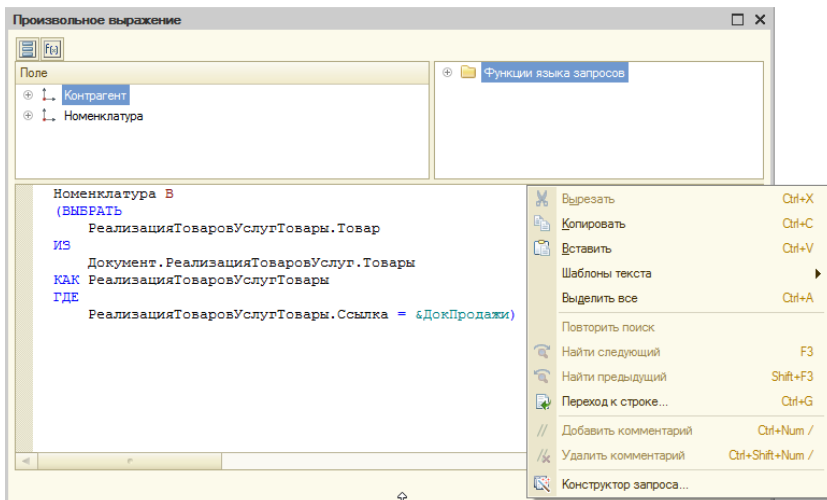 Произвольное выражение
Поле
Контрагент
Номенклатура
Функции языка запросов
Номенклатура В
(ВЫБРАТЬ
РеализацияТоваровУслугТовары.Товар
ИЗ
Документ.РеализацияТоваровУслуг.Товары
КАК РеализацияТоваровУслугТовары
ГДЕ
РеализацияТоваровУслугТовары.Ссылка = &ДокПродажи)
Вырезать Ctrl+X
Копировать Ctrl+C
Вставить Ctrl+V
Шаблоны текста
Выделить все Ctrl+A
Повторить поиск
Найти следующий F3
Найти предыдущий Shift+F3
Переход к строке... Ctrl+G
Добавить комментарий Ctrl+Num /
Удалить комментарий Ctrl+Shift+Num /
Конструктор запроса...